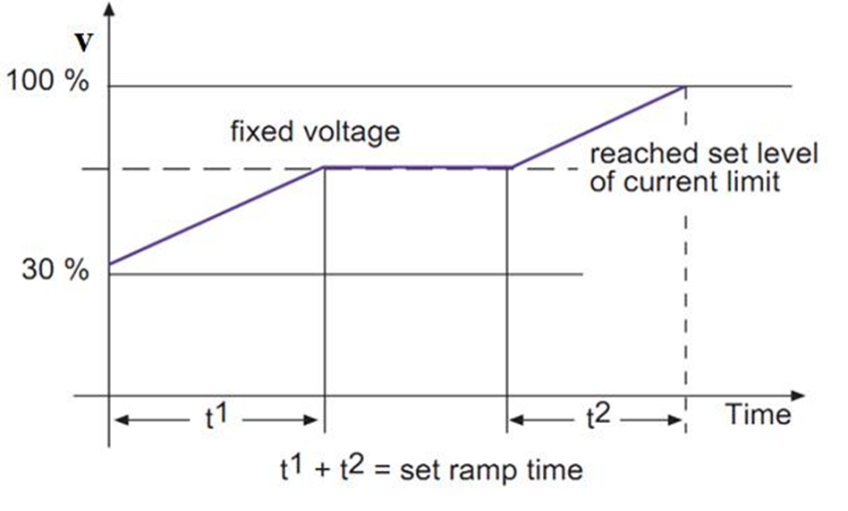 V
100 %
fixed voltage
reached set level
of current limit
30 %
t1
t2
Time
t1 + t2 = set ramp time